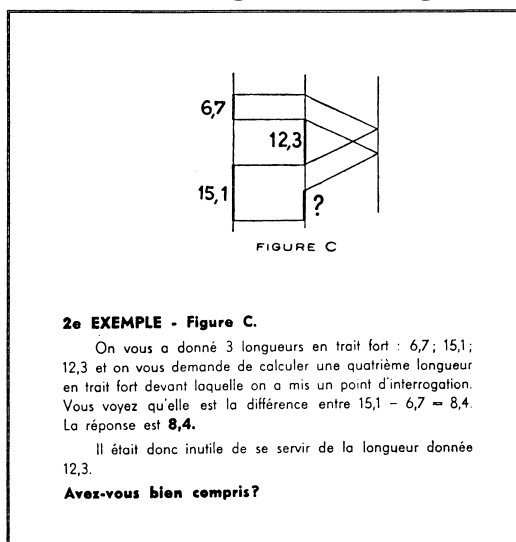 6,7
12,3
15,1
?
FIGURE C
2e EXEMPLE - Figure C.
On vous a donné 3 longueurs en trait fort : 6,7 ; 15,1 ;
12,3 et on vous demande de calculer une quatrième longueur
en trait fort devant laquelle on a mis un point d'interrogation.
Vous voyez qu'elle est la différence entre 15,1 – 6,7 = 8,4.
La réponse est 8,4.
Il était donc inutile de se servir de la longueur donnée
12,3.
Avez-vous bien compris?